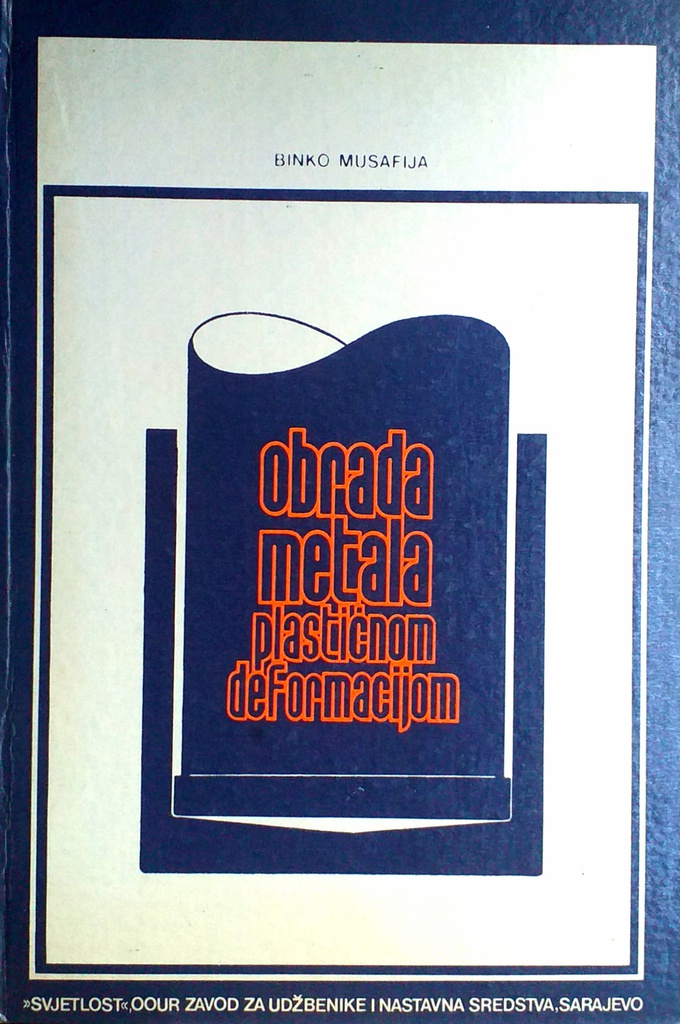 BINKO MUSAFIJA
obrada
metala
plastičnom
deformacijom
»SVJETLOST«,OOUR ZAVOD ZA UDŽBENIKE I NASTAVNA SREDSTVA,SARAJEVO